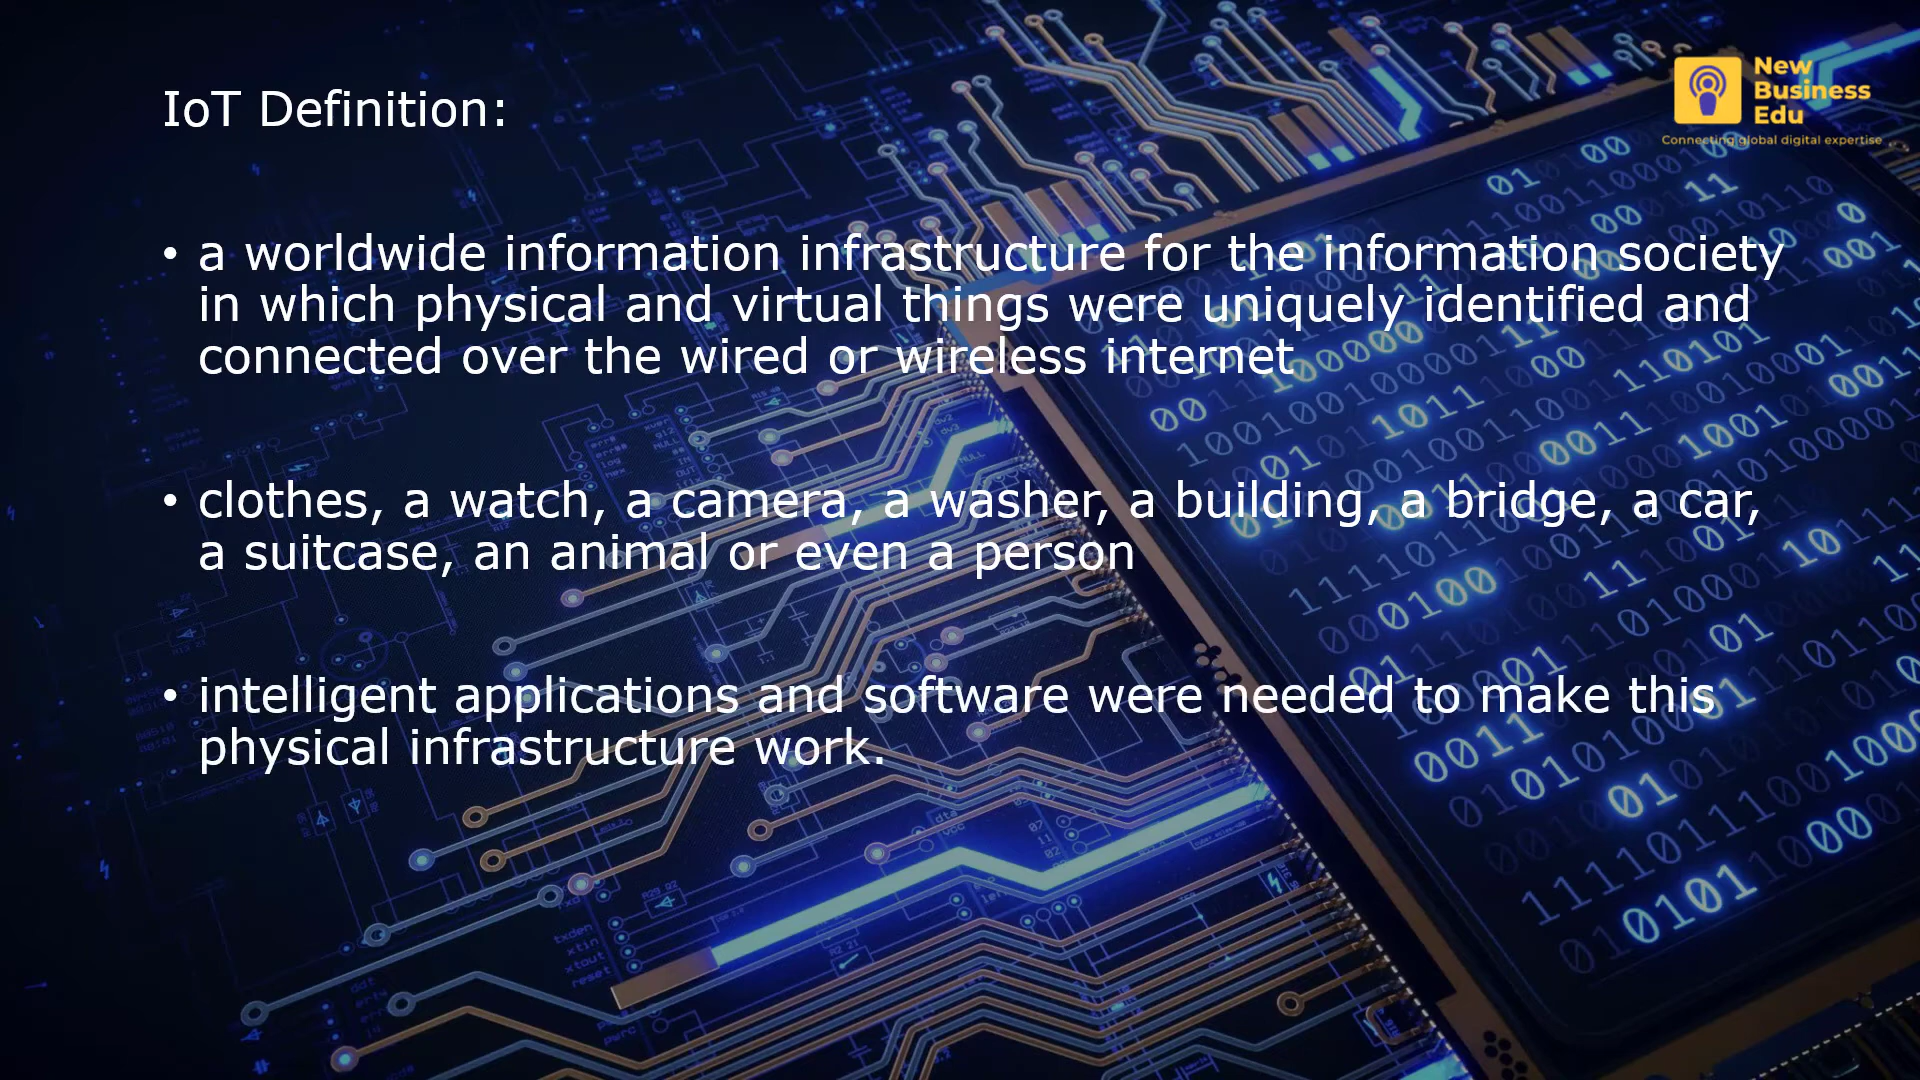 IoT Definition:
New
Business
Edu
Connecting global digital expertise
• a worldwide information infrastructure for the information society
in which physical and virtual things were uniquely identified and
connected over the wired or wireless internet
• clothes, a watch, a camera, a washer, a building, a bridge, a car,
a suitcase, an animal or even a person
• intelligent applications and software were needed to make this
physical infrastructure work.